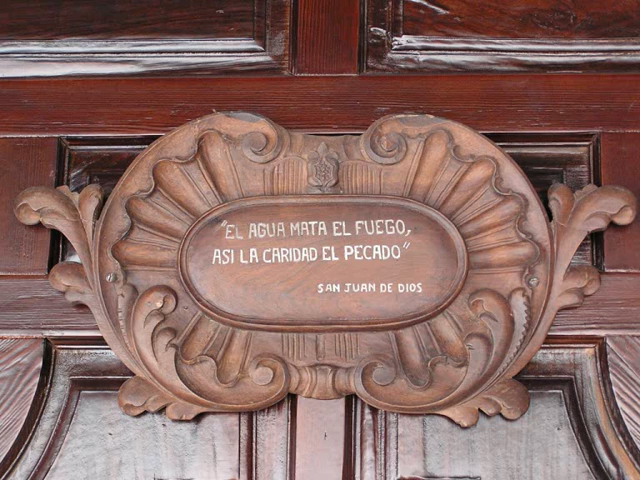 "EL AGUA MATA EL FUEGO,
ASI LA CARIDAD EL PECADO"
SAN JUAN DE DIOS